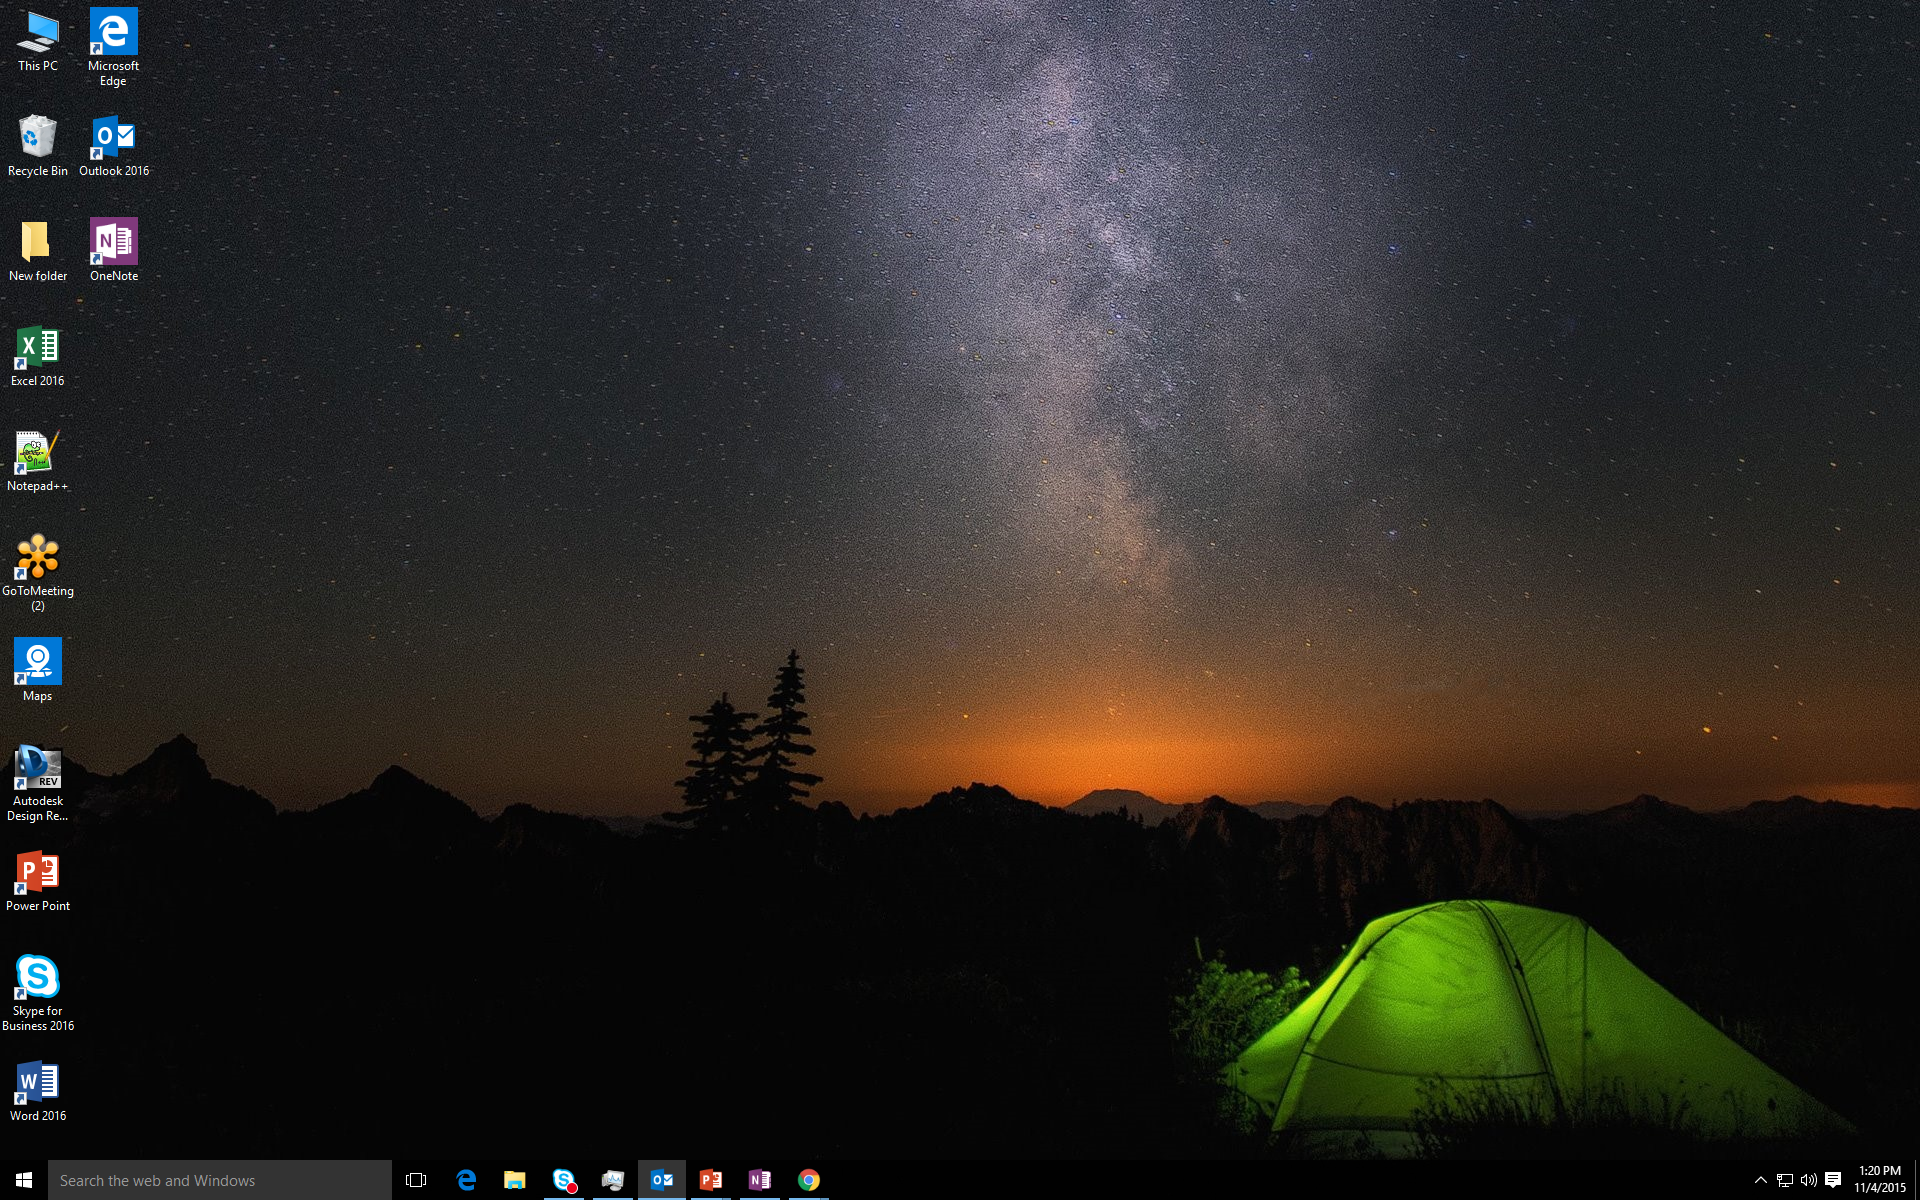 This PC
Microsoft
Edge
Recycle Bin
Outlook 2016
New folder
OneNote
Excel 2016
Notepad++
GoToMeeting
(2)
Maps
REV
Autodesk
Design Re...
Power Point
Skype for
Business 2016
Word 2016
Search the web and Windows
1:20 PM
11/4/2015